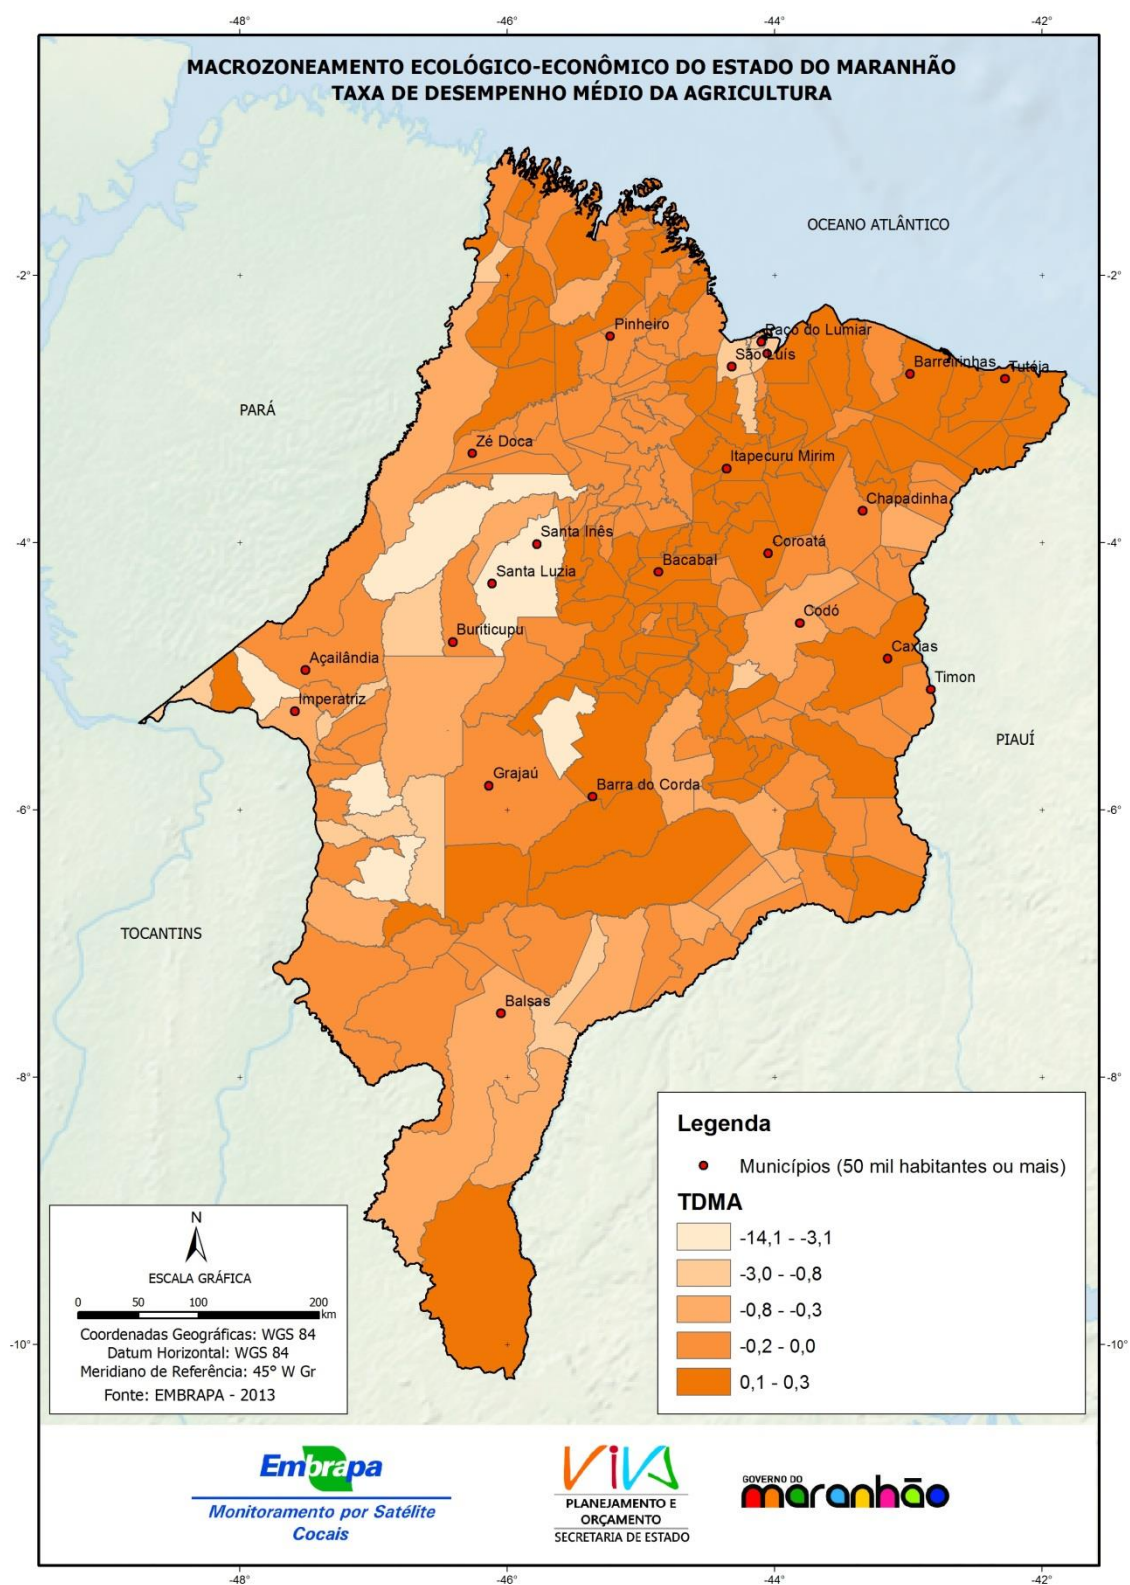 -48°
-46°
-44°
-42°
MACROZONEAMENTO ECOLÓGICO-ECONÔMICO DO ESTADO DO MARANHÃO
TAXA DE DESEMPENHO MÉDIO DA AGRICULTURA
OCEANO ATLÂNTICO
-2°
-2°
Pinheiro
Paço do Lumiar
São Luís
Barreirinhas
Tutóia
PARÁ
Zé Doca
Itapecuru Mirim
Chapadinha
-4°
-4°
Santa Inês
Coroatá
Bacabal
Santa Luzia
Codó
Buriticupu
Caxias
Açailândia
Timon
Imperatriz
PIAUÍ
Grajaú
Barra do Corda
-6°
-6°
TOCANTINS
Balsas
-8°
-8°
Legenda
Municípios (50 mil habitantes ou mais)
TDMA
-14,1 - -3,1
-3,0 - -0,8
-0,8 - -0,3
-0,2 - 0,0
0,1 - 0,3
N
ESCALA GRÁFICA
0 50 100 200
km
Coordenadas Geográficas: WGS 84
Datum Horizontal: WGS 84
Meridiano de Referência: 45° W Gr
Fonte: EMBRAPA - 2013
-10°
-10°
Embrapa
Monitoramento por Satélite
Cocais
VIVA
PLANEJAMENTO E
ORÇAMENTO
SECRETARIA DE ESTADO
GOVERNO DO
maranhão
-48°
-46°
-44°
-42°